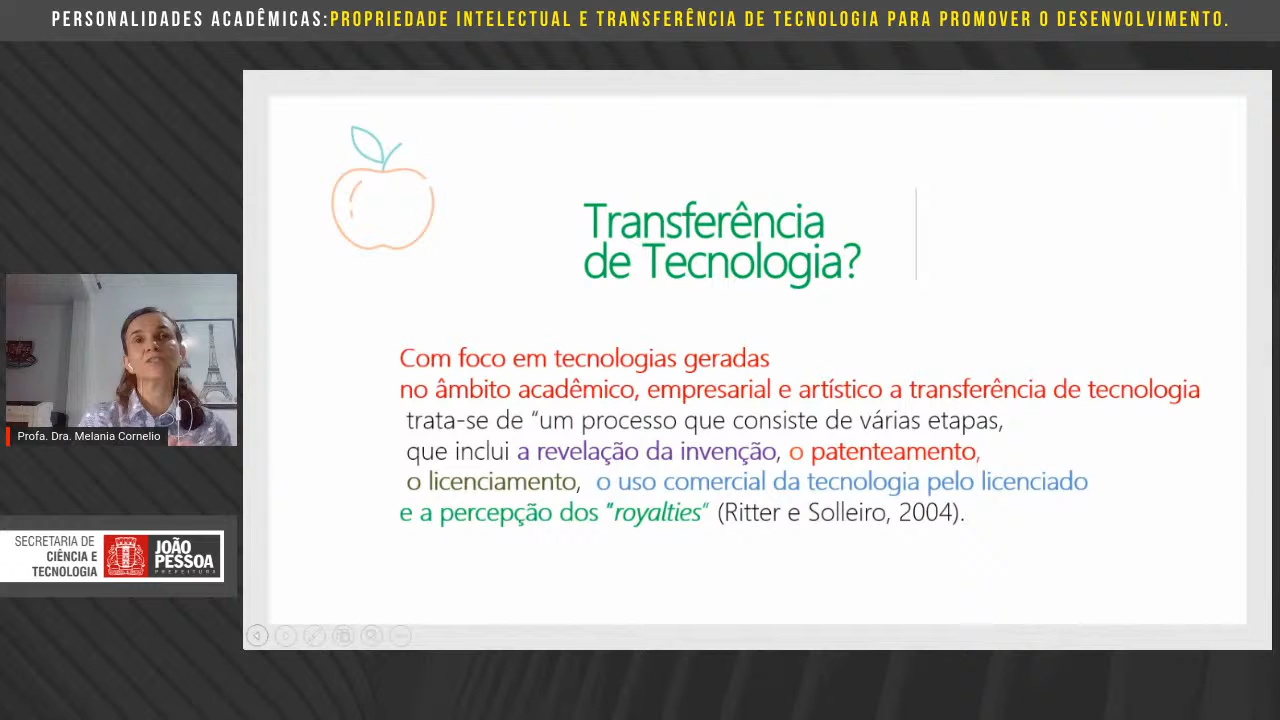 PERSONALIDADES ACADÊMICAS:PROPRIEDADE INTELECTUAL E TRANSFERÊNCIA DE TECNOLOGIA PARA PROMOVER O DESENVOLVIMENTO.
Transferência
de Tecnologia?
Com foco em tecnologias geradas
no âmbito acadêmico, empresarial e artístico a transferência de tecnologia
trata-se de “um processo que consiste de várias etapas,
que inclui a revelação da invenção, o patenteamento,
o licenciamento, o uso comercial da tecnologia pelo licenciado
e a percepção dos "royalties" (Ritter e Solleiro, 2004).
Profa. Dra. Melania Cornelio
SECRETARIA DE
CIÊNCIA E
TECNOLOGIA
JOÃO
PESSOA
PREFEITURA